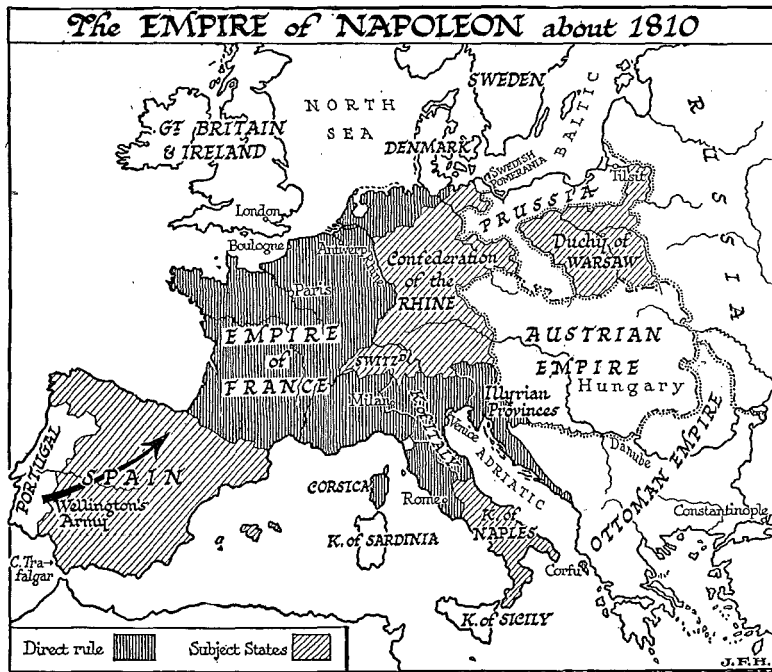 The EMPIRE of NAPOLEON about 1810
SWEDEN
NORTH
SEA
BALTIC
RUSSIA
GT. BRITAIN
& IRELAND
DENMARK
SWEDISH
POMERANIA
Tilsit
PRUSSIA
London
Boulogne
Antwerp
Confederation
of the
RHINE
Duchy of
WARSAW
Paris
EMPIRE
of
FRANCE
AUSTRIAN
EMPIRE
Hungary
SWITZD.
Milan
K. of ITALY
Illyrian
Provinces
Venice
Danube
PORTUGAL
SPAIN
Wellington's
Army
ADRIATIC
OTTOMAN EMPIRE
CORSICA
Rome
Constantinople
K. of SARDINIA
K. of
NAPLES
Corfu
C. Tra-
falgar
K. of SICILY
Direct rule
Subject States
J.F.H.